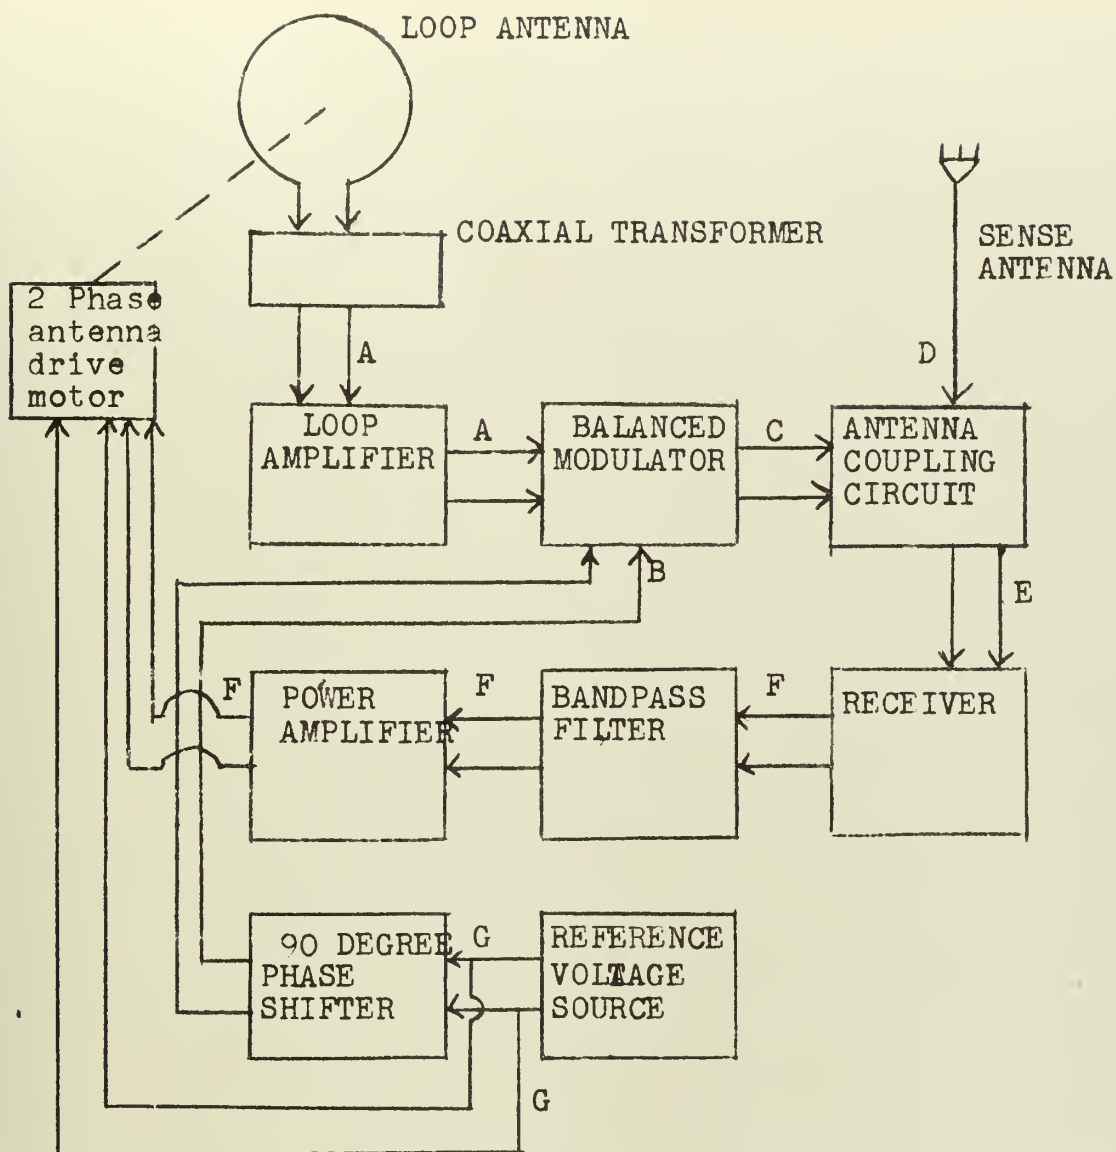 LOOP ANTENNA
COAXIAL TRANSFORMER
SENSE
ANTENNA
2 Phase
antenna
drive
motor
A
D
LOOP
AMPLIFIER
A
BALANCED
MODULATOR
C
ANTENNA
COUPLING
CIRCUIT
B
E
F
POWER
AMPLIFIER
F
BANDPASS
FILTER
F
RECEIVER
90 DEGREE
PHASE
SHIFTER
G
REFERENCE
VOLTAGE
SOURCE
G